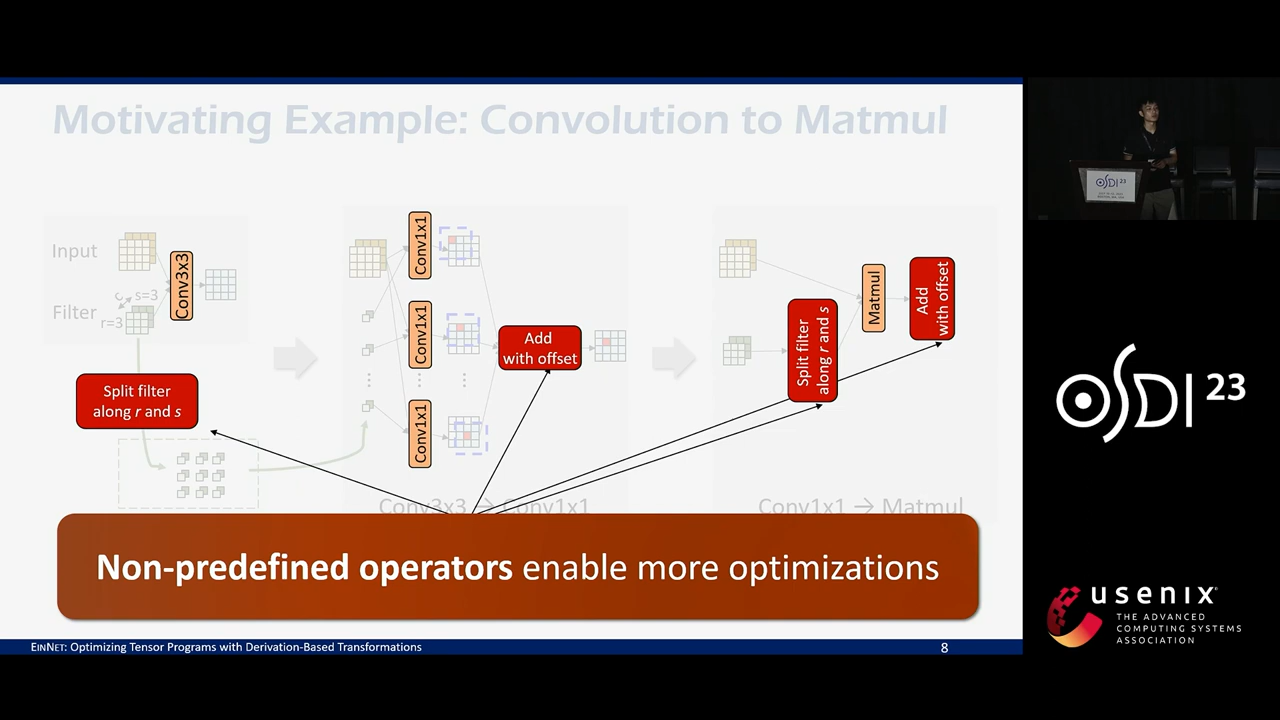 Motivating Example: Convolution to Matmul
Input
Filter
c
s=3
r=3
Conv3x3
Split filter
along r and s
Conv1x1
Conv1x1
Conv1x1
Add
with offset
Conv3x3 → Conv1x1
Split filter
along r and s
Matmul
Add
with offset
Conv1x1 → Matmul
Non-predefined operators enable more optimizations
EINNET: Optimizing Tensor Programs with Derivation-Based Transformations
8
OSDI 23
OSDI 23
usenix
THE ADVANCED
COMPUTING SYSTEMS
ASSOCIATION